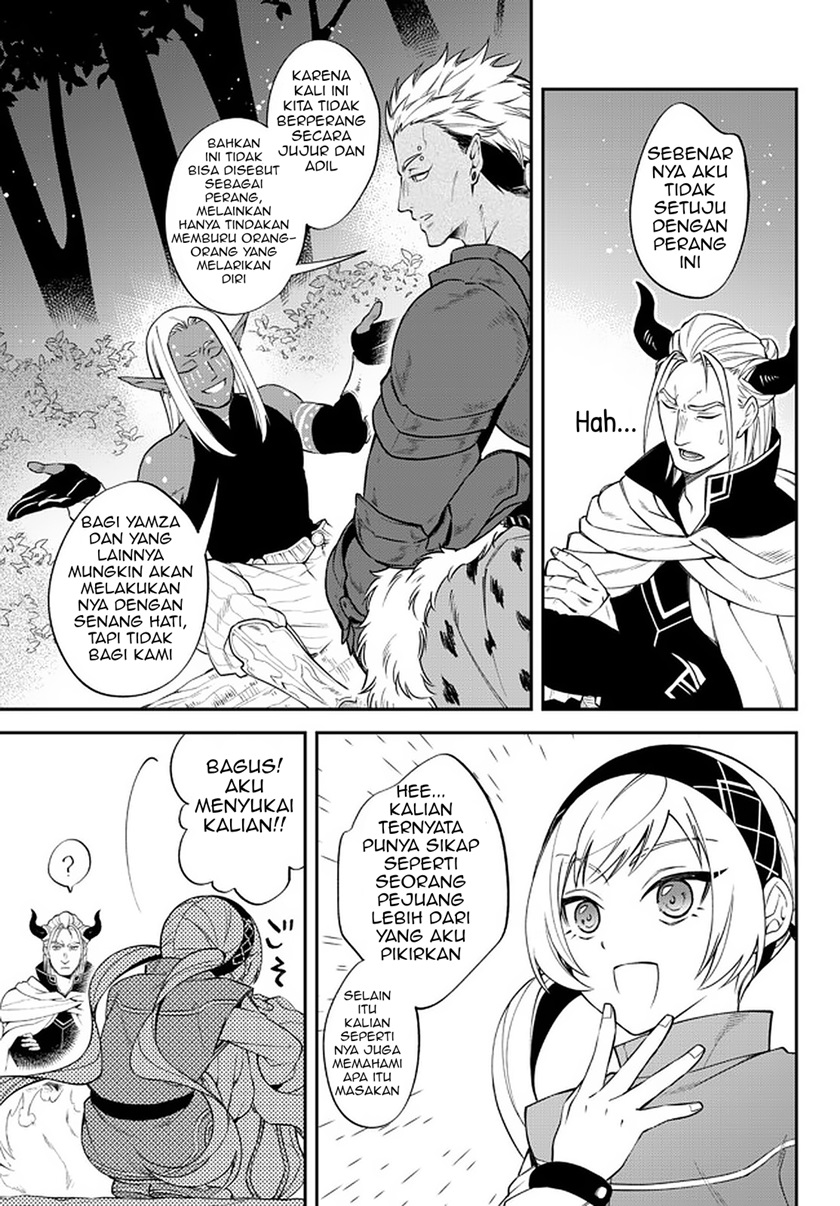 SEBENAR
NYA AKU
TIDAK
SETUJU
DENGAN
PERANG
INI
Hah...
KARENA
KALI INI
KITA TIDAK
BERPERANG
SECARA
JUJUR DAN
ADIL
BAHKAN
INI TIDAK
BISA DISEBUT
SEBAGAI
PERANG,
MELAINKAN
HANYA TINDAKAN
MEMBURU ORANG-
ORANG YANG
MELARIKAN
DIRI
BAGI YAMZA
DAN YANG
LAINNYA
MUNGKIN AKAN
MELAKUKAN
NYA DENGAN
SENANG HATI,
TAPI TIDAK
BAGI KAMI
HEE...
KALIAN
TERNYATA
PUNYA SIKAP
SEPERTI
SEORANG
PEJUANG
LEBIH DARI
YANG AKU
PIKIRKAN
SELAIN
ITU
KALIAN
SEPERTI
NYA JUGA
MEMAHAMI
APA ITU
MASAKAN
BAGUS!
AKU
MENYUKAI
KALIAN!!
?